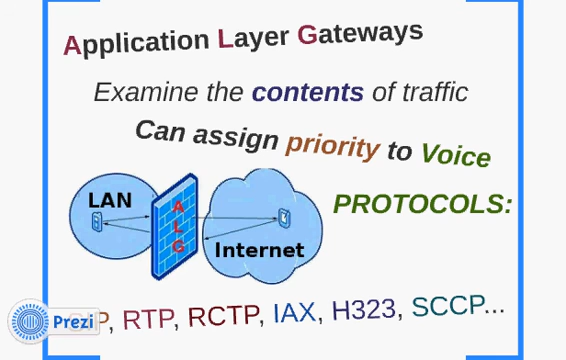 Application Layer Gateways
Examine the contents of traffic
Can assign priority to Voice
PROTOCOLS:
LAN
ALG
Internet
RTP, RCTP, IAX, H323, SCCP...
Prezi